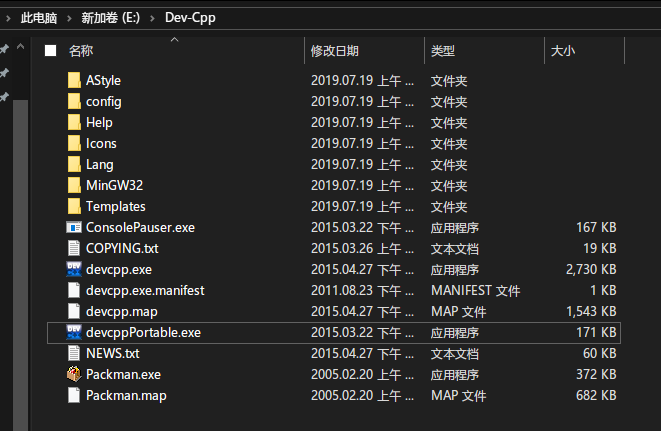 此电脑 › 新加卷 (E:) › Dev-Cpp
名称 修改日期 类型 大小
AStyle 2019.07.19 上午 ... 文件夹
config 2019.07.19 上午 ... 文件夹
Help 2019.07.19 上午 ... 文件夹
Icons 2019.07.19 上午 ... 文件夹
Lang 2019.07.19 上午 ... 文件夹
MinGW32 2019.07.19 上午 ... 文件夹
Templates 2019.07.19 上午 ... 文件夹
ConsolePauser.exe 2015.03.22 下午 ... 应用程序 167 KB
COPYING.txt 2015.03.26 上午 ... 文本文档 19 KB
devcpp.exe 2015.04.27 下午 ... 应用程序 2,730 KB
devcpp.exe.manifest 2011.08.23 下午 ... MANIFEST 文件 1 KB
devcpp.map 2015.04.27 下午 ... MAP 文件 1,543 KB
devcppPortable.exe 2015.03.22 下午 ... 应用程序 171 KB
NEWS.txt 2015.04.27 下午 ... 文本文档 60 KB
Packman.exe 2005.02.20 上午 ... 应用程序 372 KB
Packman.map 2005.02.20 上午 ... MAP 文件 682 KB